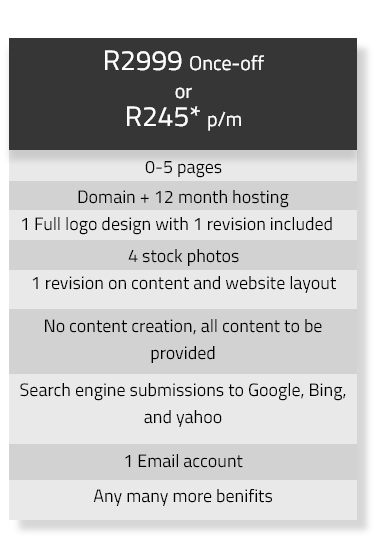 R2999 Once-off
or
R245* p/m
0-5 pages
Domain + 12 month hosting
1 Full logo design with 1 revision included
4 stock photos
1 revision on content and website layout
No content creation, all content to be
provided
Search engine submissions to Google, Bing,
and yahoo
1 Email account
Any many more benifits